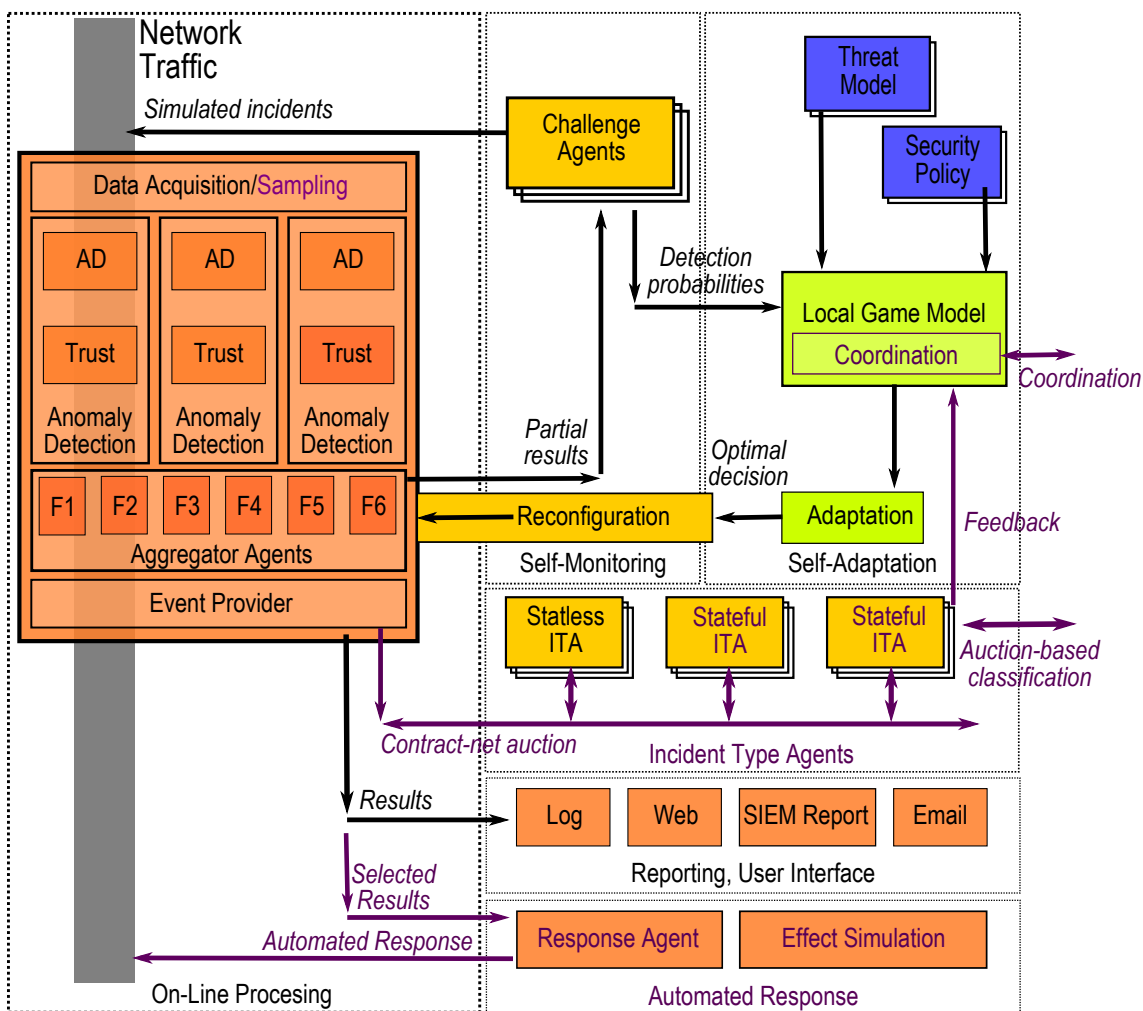 Network
Traffic
Simulated incidents
Data Acquisition/Sampling
AD
AD
AD
Trust
Trust
Trust
Anomaly
Detection
Anomaly
Detection
Anomaly
Detection
F1
F2
F3
F4
F5
F6
Aggregator Agents
Event Provider
Challenge
Agents
Threat
Model
Security
Policy
Detection
probabilities
Local Game Model
Coordination
Coordination
Partial
results
Optimal
decision
Reconfiguration
Adaptation
Feedback
Self-Monitoring
Self-Adaptation
Statless
ITA
Stateful
ITA
Stateful
ITA
Auction-based
classification
Contract-net auction
Incident Type Agents
Results
Log
Web
SIEM Report
Email
Reporting, User Interface
Selected
Results
Automated Response
Response Agent
Effect Simulation
On-Line Procesing
Automated Response